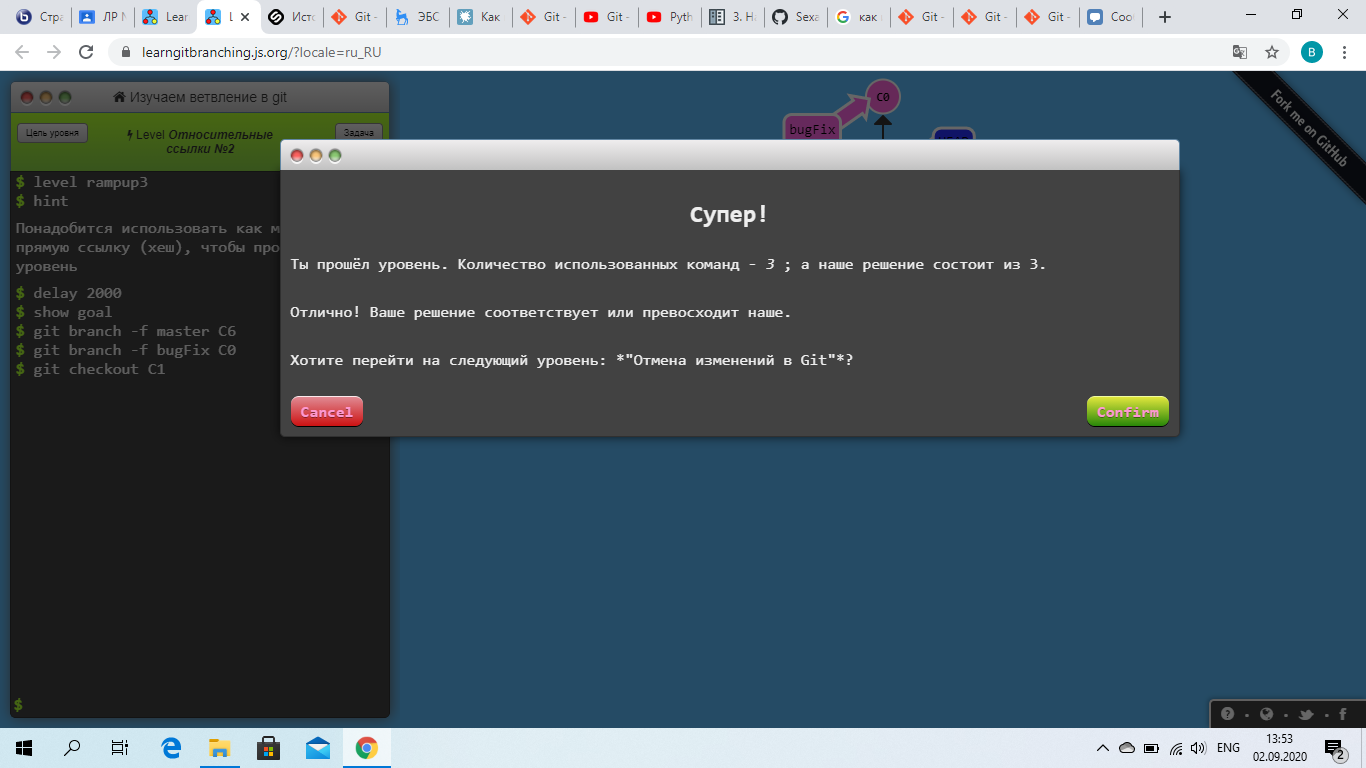 Стра
ЛР №
Lear
L
Исто
Git -
ЭБС
Как
Git -
Git -
Pyth
3. На
Sexa
как
Git -
Git -
Git -
Соо
learngitbranching.js.org/?locale=ru_RU
B
Изучаем ветвление в git
Цель уровня
Level Относительные ссылки №2
Задача
$ level rampup3
$ hint
Понадобится использовать как м
прямую ссылку (хеш), чтобы про
уровень
$ delay 2000
$ show goal
$ git branch -f master C6
$ git branch -f bugFix C0
$ git checkout C1
$
C0
bugFix
Fork me on GitHub
Супер!
Ты прошёл уровень. Количество использованных команд - 3 ; а наше решение состоит из 3.
Отлично! Ваше решение соответствует или превосходит наше.
Хотите перейти на следующий уровень: *"Отмена изменений в Git"*?
Cancel
Confirm
ENG
13:53
02.09.2020
2